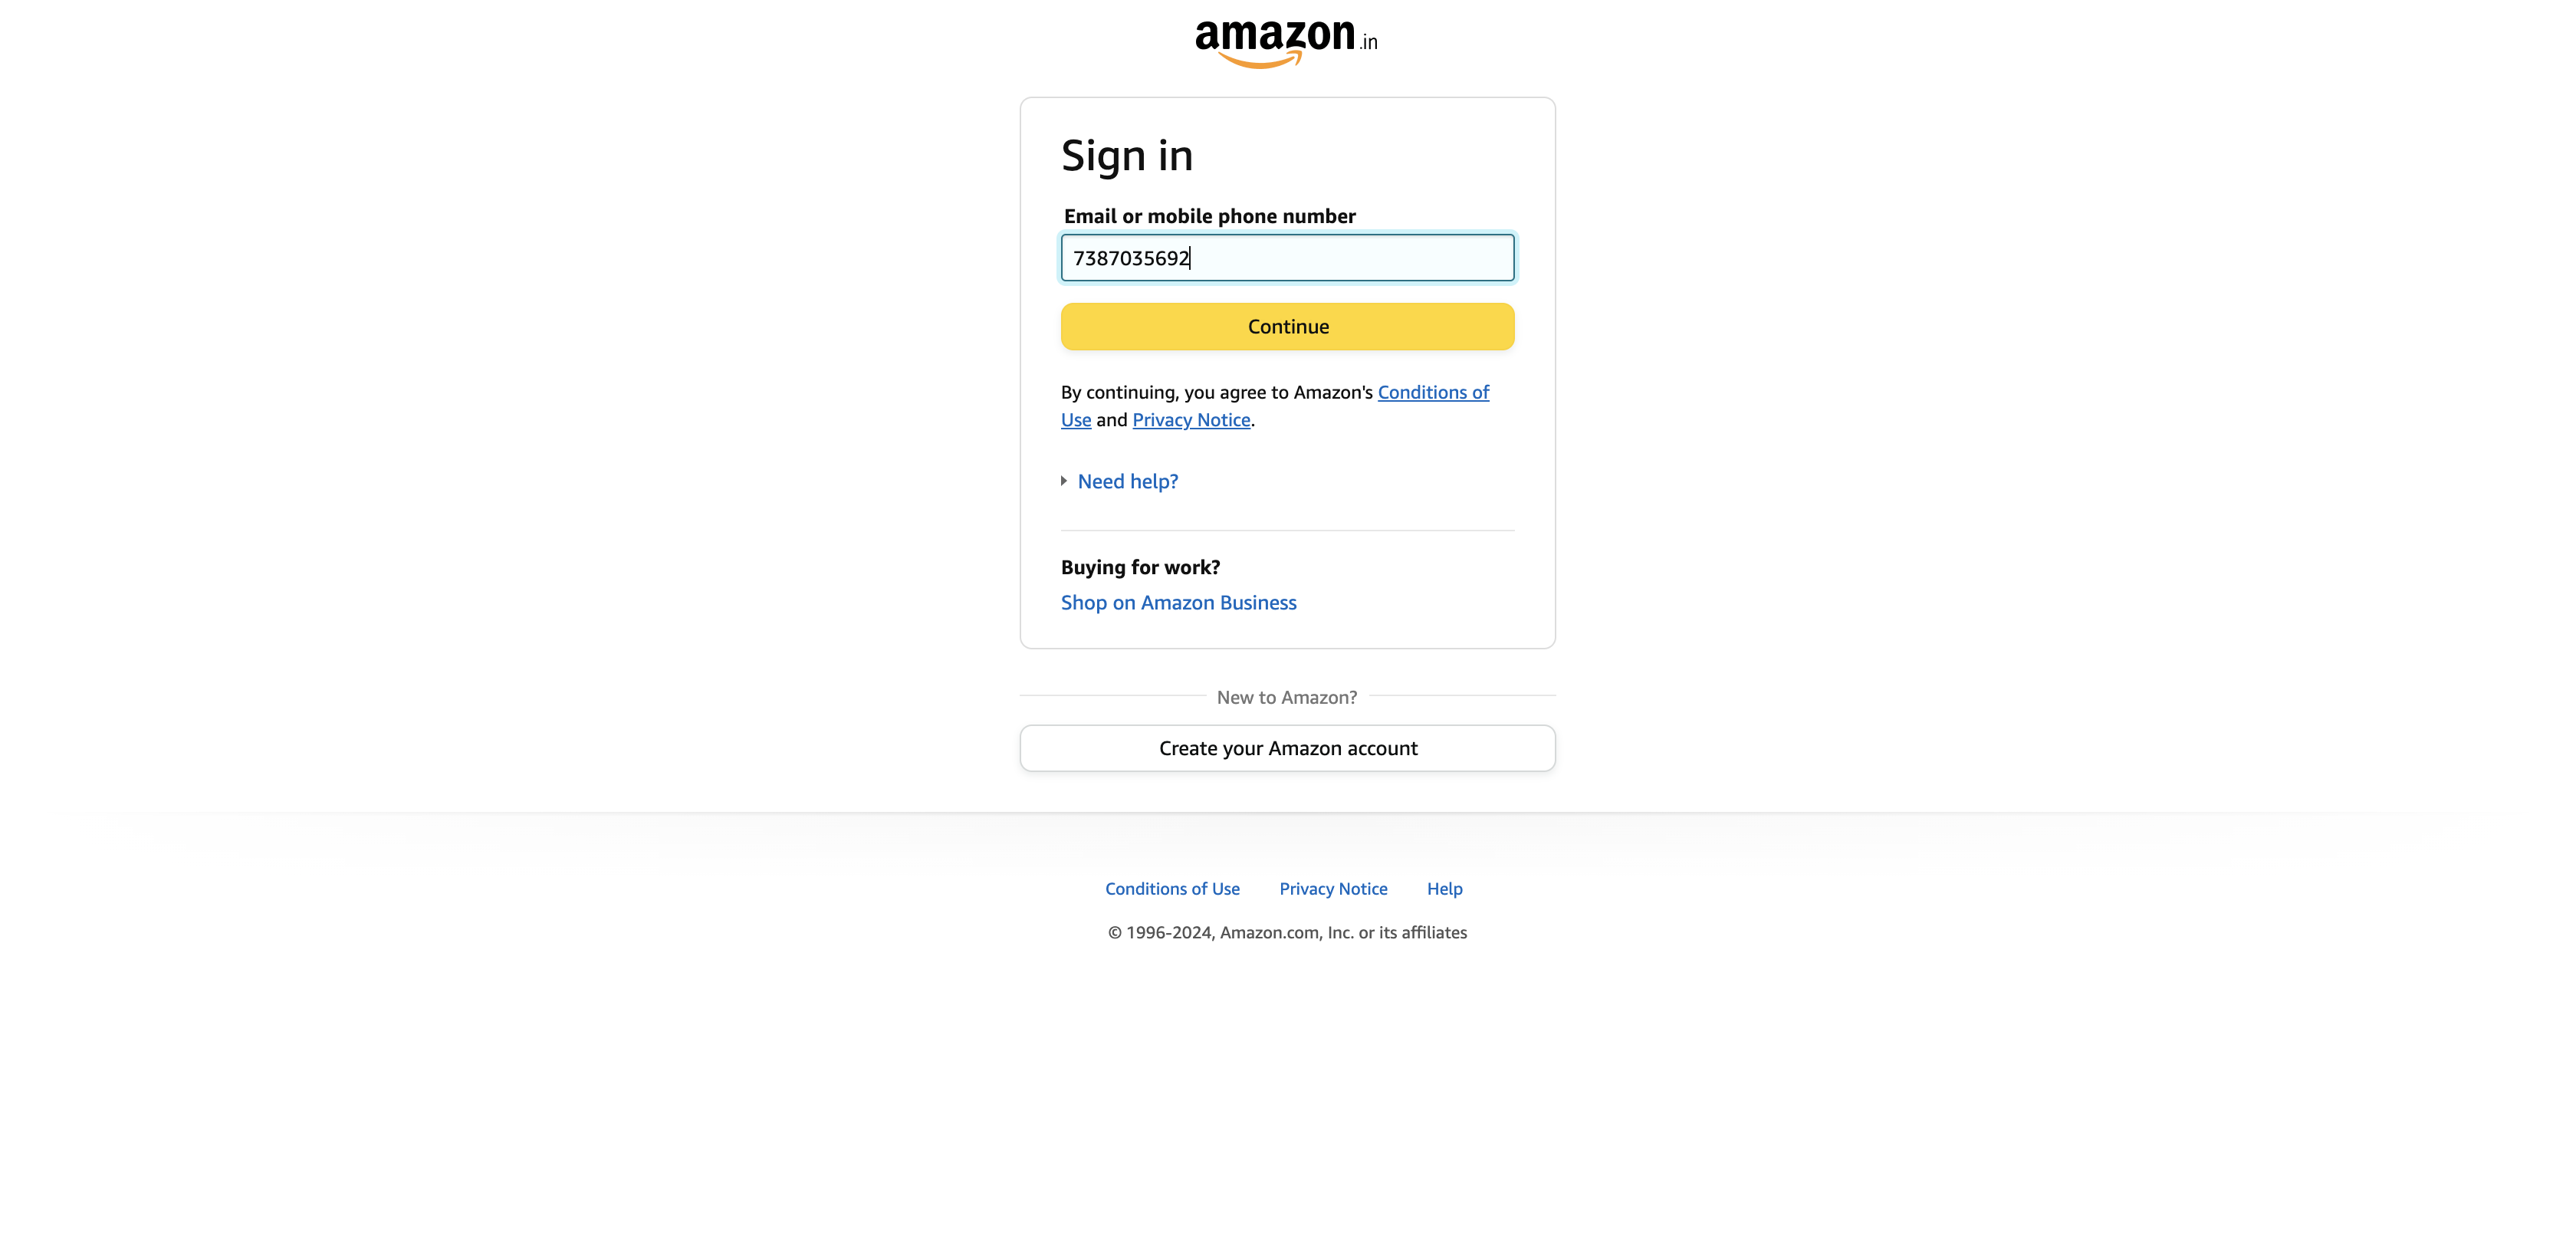 amazon.in
Sign in
Email or mobile phone number
7387035692
Continue
By continuing, you agree to Amazon's Conditions of
Use and Privacy Notice.
Need help?
Buying for work?
Shop on Amazon Business
New to Amazon?
Create your Amazon account
Conditions of Use Privacy Notice Help
© 1996-2024, Amazon.com, Inc. or its affiliates